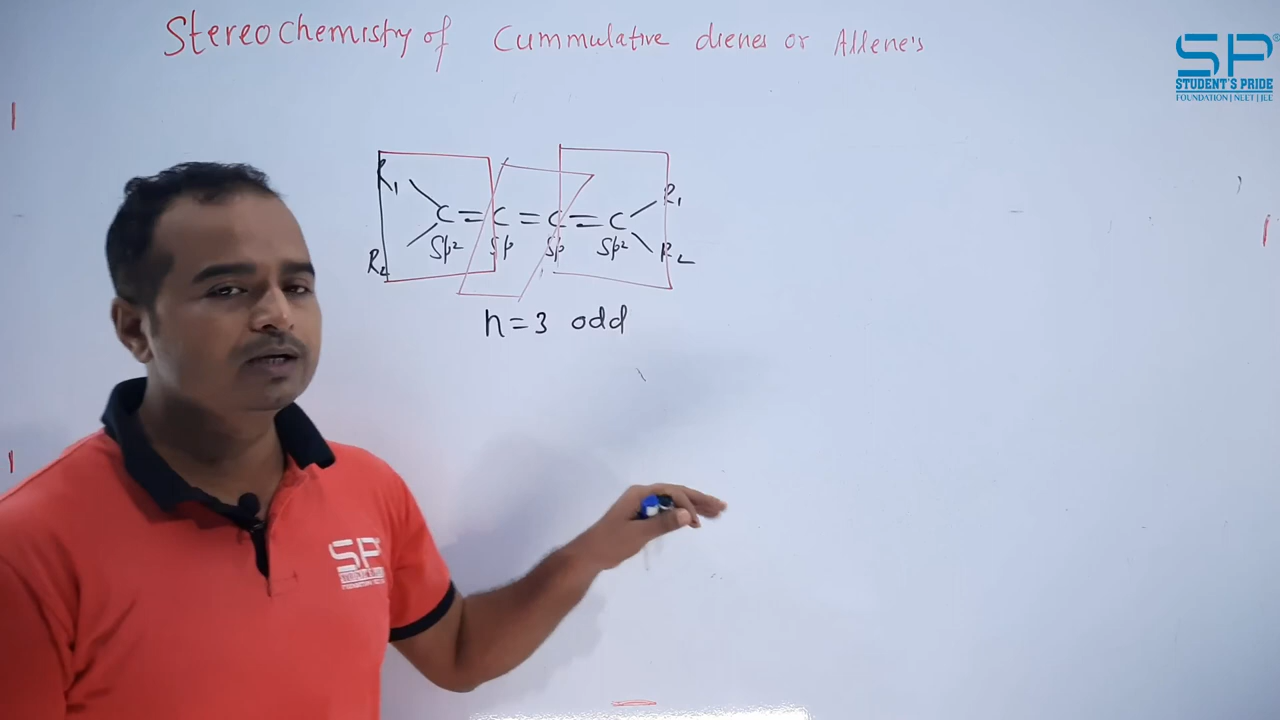 Stereochemistry of Cummulative dienes or Allene's
SP®
STUDENT'S PRIDE
FOUNDATION | NEET | JEE
R1 R1
C = C = C = C
Sp2 Sp Sp Sp2
R2 R2
n = 3 odd
SP